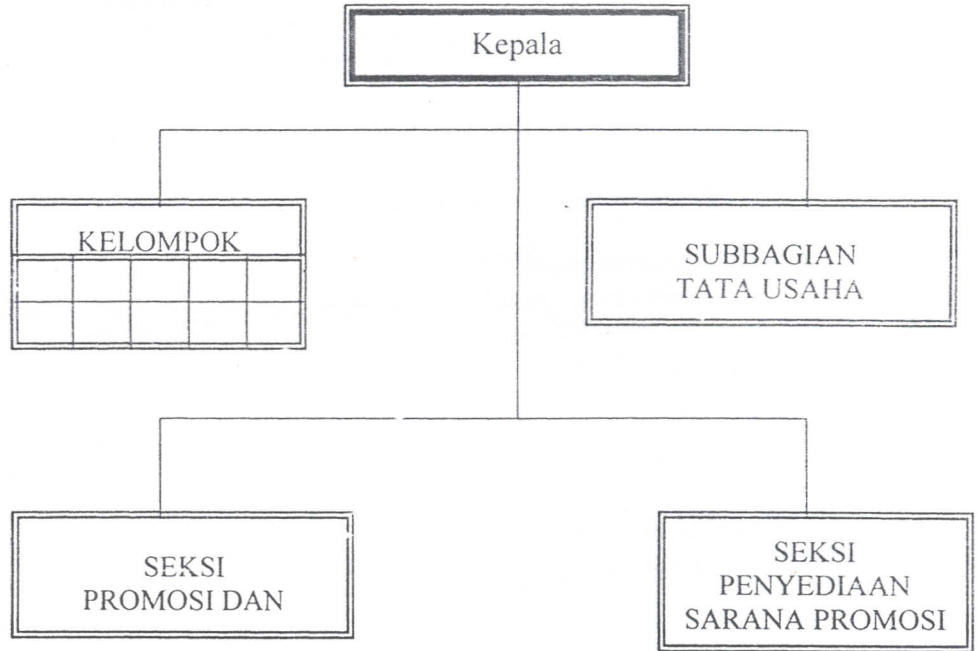 Kepala
KELOMPOK
SUBBAGIAN
TATA USAHA
SEKSI
PROMOSI DAN
SEKSI
PENYEDIAAN
SARANA PROMOSI